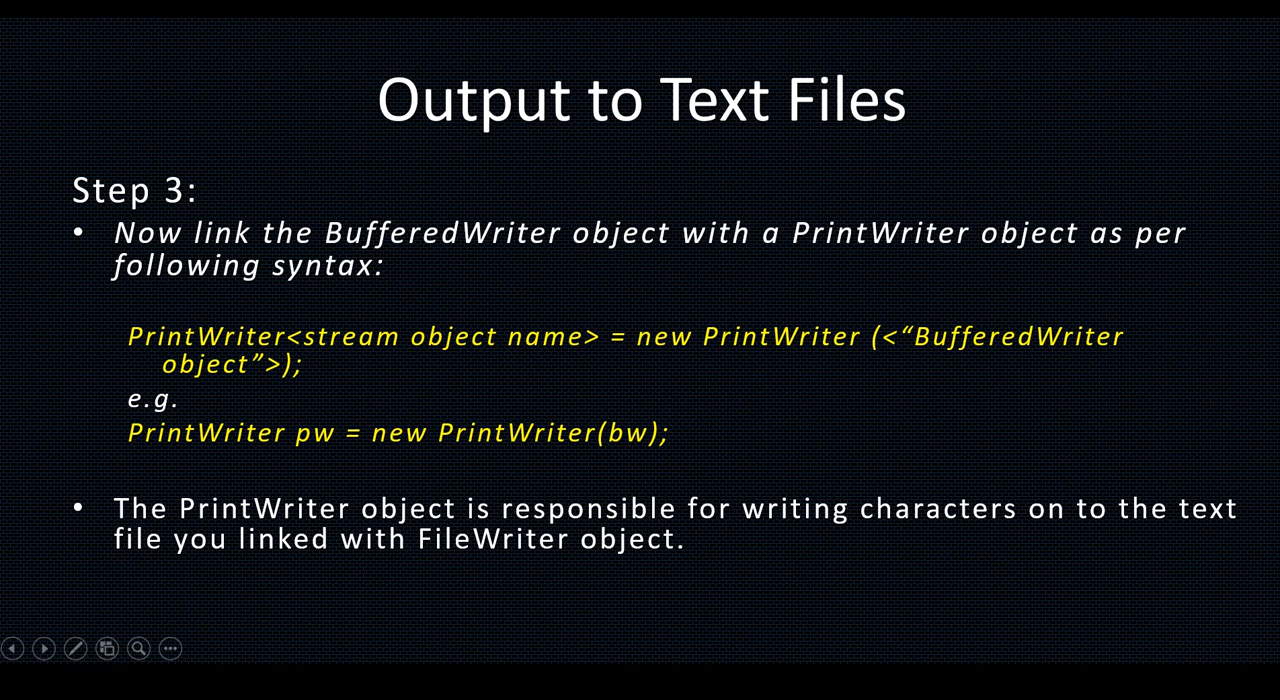 Output to Text Files
Step 3:
• Now link the BufferedWriter object with a PrintWriter object as per
following syntax:
PrintWriter<stream object name> = new PrintWriter (<“BufferedWriter
object”>);
e.g.
PrintWriter pw = new PrintWriter(bw);
• The PrintWriter object is responsible for writing characters on to the text
file you linked with FileWriter object.